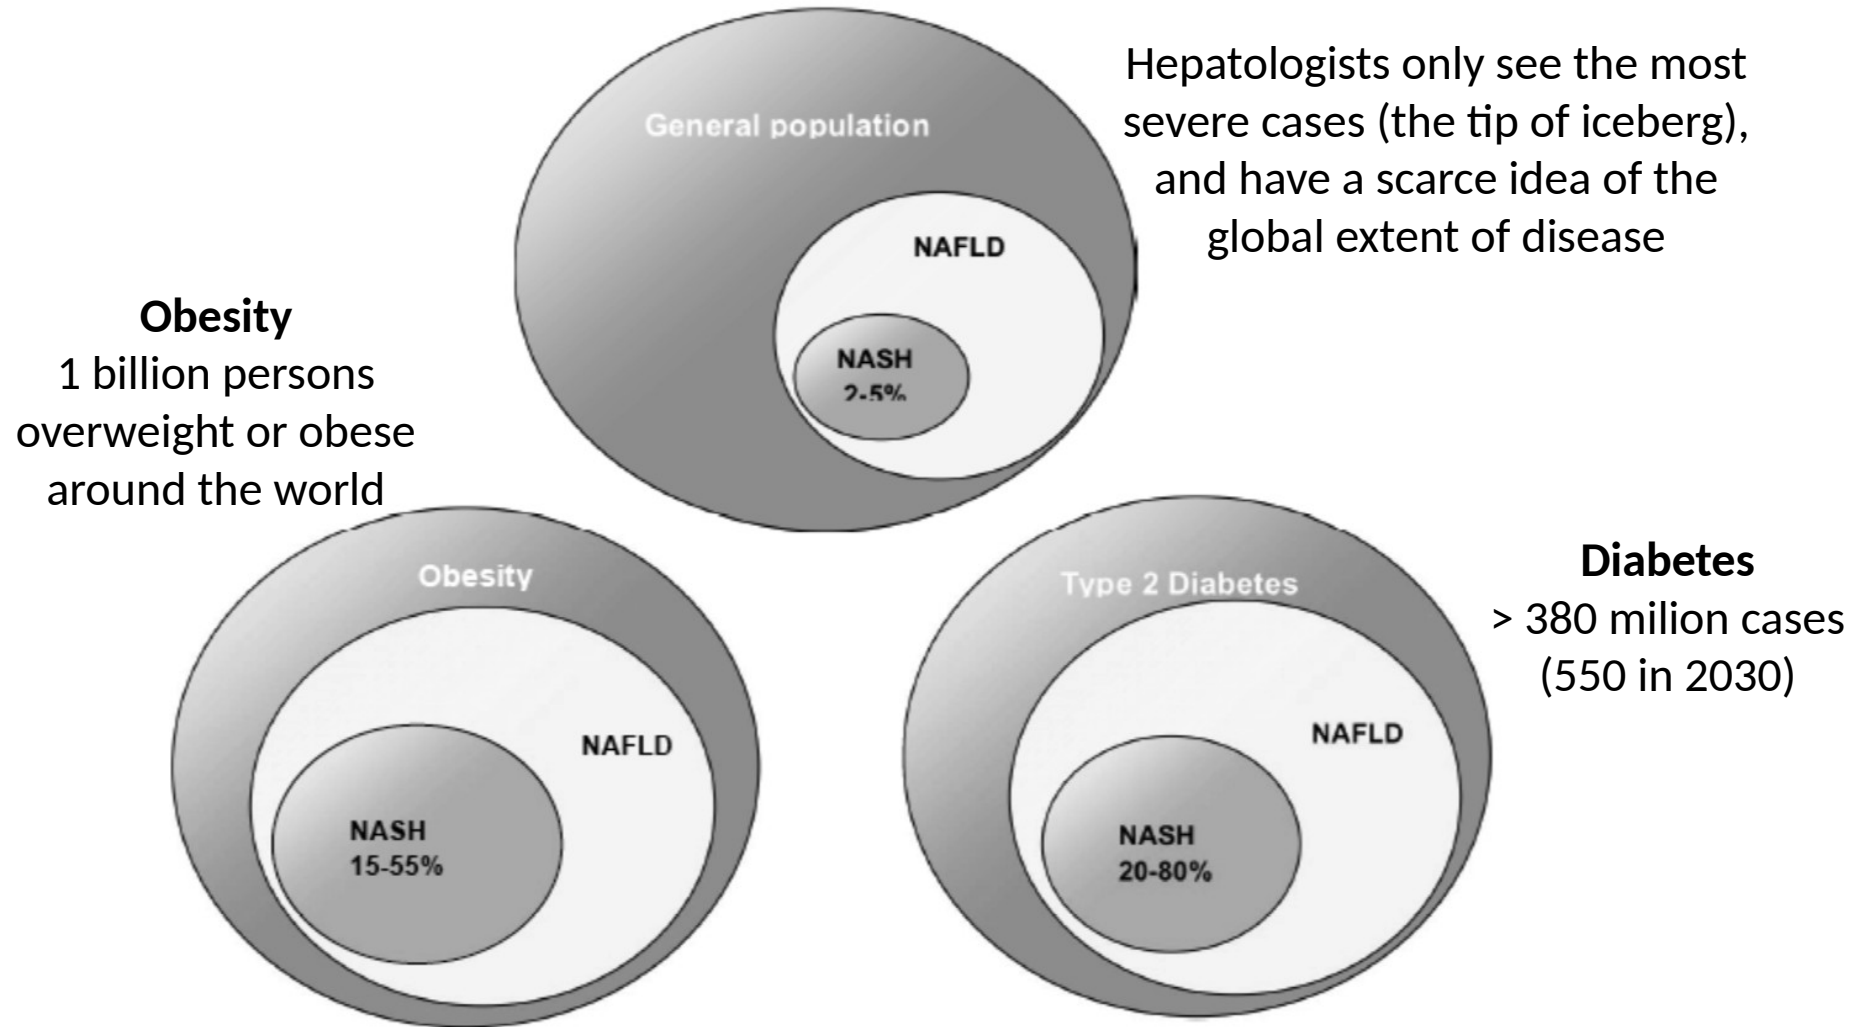 Hepatologists only see the most
severe cases (the tip of iceberg),
and have a scarce idea of the
global extent of disease
General population
NAFLD
NASH
2-5%
Obesity
1 billion persons
overweight or obese
around the world
Obesity
NAFLD
NASH
15-55%
Type 2 Diabetes
NAFLD
NASH
20-80%
Diabetes
> 380 milion cases
(550 in 2030)